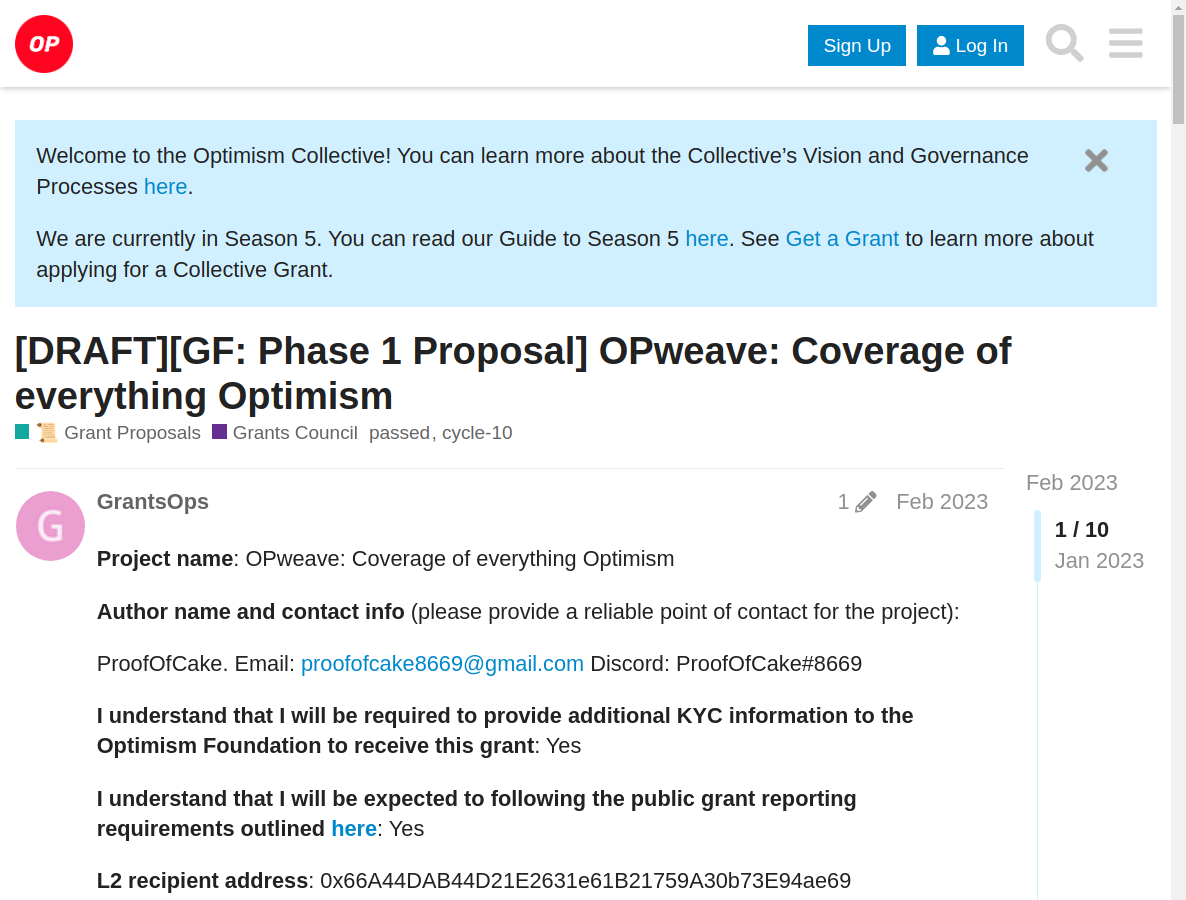 OP
Sign Up
Log In
Welcome to the Optimism Collective! You can learn more about the Collective’s Vision and Governance
Processes here.
We are currently in Season 5. You can read our Guide to Season 5 here. See Get a Grant to learn more about
applying for a Collective Grant.
[DRAFT][GF: Phase 1 Proposal] OPweave: Coverage of
everything Optimism
📜 Grant Proposals Grants Council passed, cycle-10
Feb 2023
G
GrantsOps 1 Feb 2023
1 / 10
Jan 2023
Project name: OPweave: Coverage of everything Optimism
Author name and contact info (please provide a reliable point of contact for the project):
ProofOfCake. Email: proofofcake8669@gmail.com Discord: ProofOfCake#8669
I understand that I will be required to provide additional KYC information to the
Optimism Foundation to receive this grant: Yes
I understand that I will be expected to following the public grant reporting
requirements outlined here: Yes
L2 recipient address: 0x66A44DAB44D21E2631e61B21759A30b73E94ae69